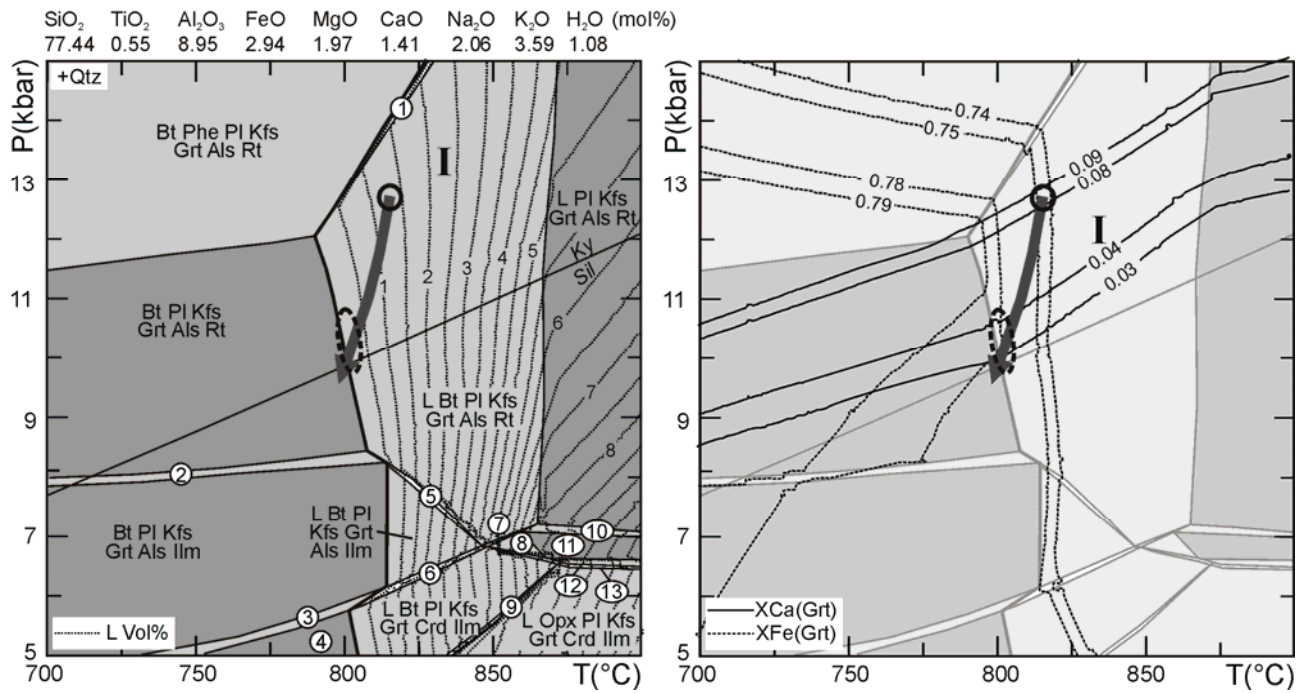 SiO2 TiO2 Al2O3 FeO MgO CaO Na2O K2O H2O (mol%)
77.44 0.55 8.95 2.94 1.97 1.41 2.06 3.59 1.08
P(kbar)
13
11
9
7
5
+Qtz
①
Bt Phe Pl Kfs
Grt Als Rt
I
L Pl Kfs
Grt Als Rt
Ky
Sil
1
2
3
4
5
6
7
8
Bt Pl Kfs
Grt Als Rt
L Bt Pl Kfs
Grt Als Rt
②
⑤
Bt Pl Kfs
Grt Als Ilm
L Bt Pl
Kfs Grt
Als Ilm
⑦
⑧
⑩
⑪
⑥
⑫
⑬
③
④
⑨
L Bt Pl Kfs
Grt Crd Ilm
L Opx Pl Kfs
Grt Crd Ilm
L Vol%
700 750 800 850 T(°C)
P(kbar)
13
11
9
7
5
0.74
0.75
0.78
0.79
0.09
0.08
I
0.04
0.03
XCa(Grt)
XFe(Grt)
700 750 800 850 T(°C)